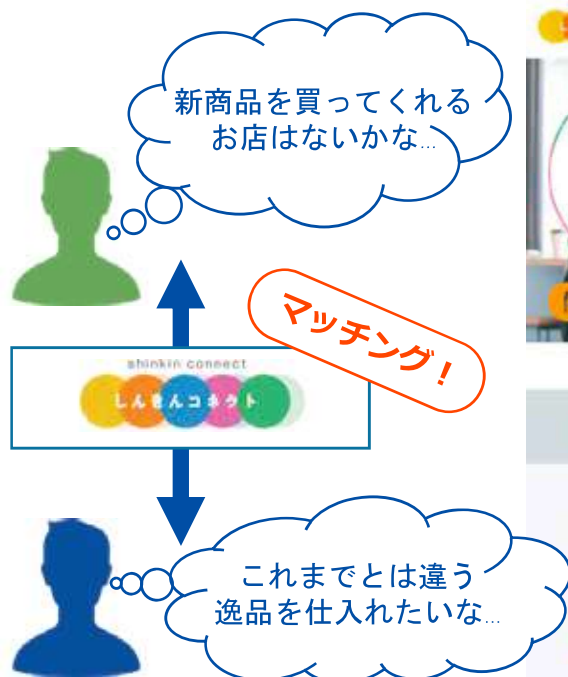 新商品を買ってくれる
お店はないかな...
マッチング！
shinkin connect
しんきんコネクト
これまでとは違う
逸品を仕入れたいな...